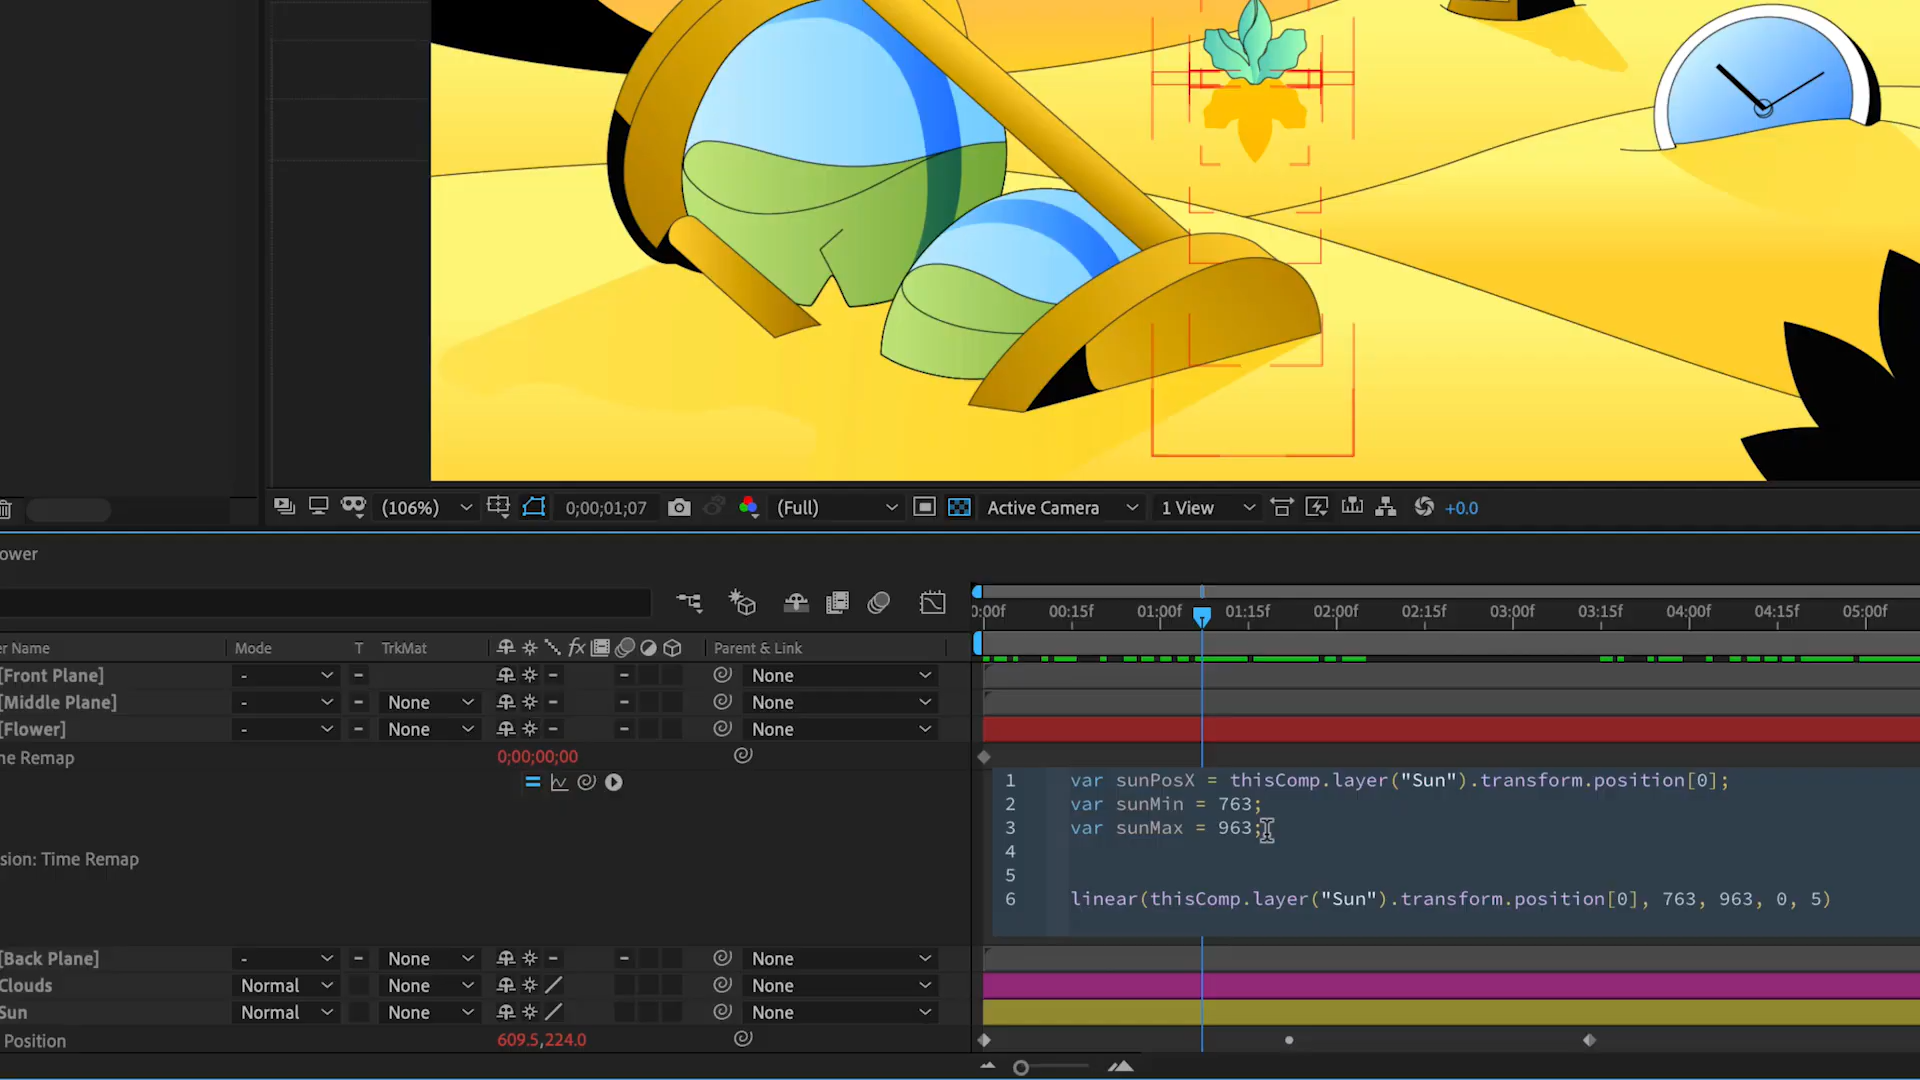 (106%) 0;00;01;07 (Full) Active Camera 1 View +0.0
ower
0:00f 00:15f 01:00f 01:15f 02:00f 02:15f 03:00f 03:15f 04:00f 04:15f 05:00f
er Name Mode T TrkMat fx Parent & Link
[Front Plane] - None
[Middle Plane] - None None
[Flower] - None None
ne Remap 0;00;00;00
1 var sunPosX = thisComp.layer("Sun").transform.position[0];
2 var sunMin = 763;
3 var sunMax = 963;
4
sion: Time Remap
5
6 linear(thisComp.layer("Sun").transform.position[0], 763, 963, 0, 5)
[Back Plane] - None None
Clouds Normal None None
Sun Normal None None
Position 609.5,224.0